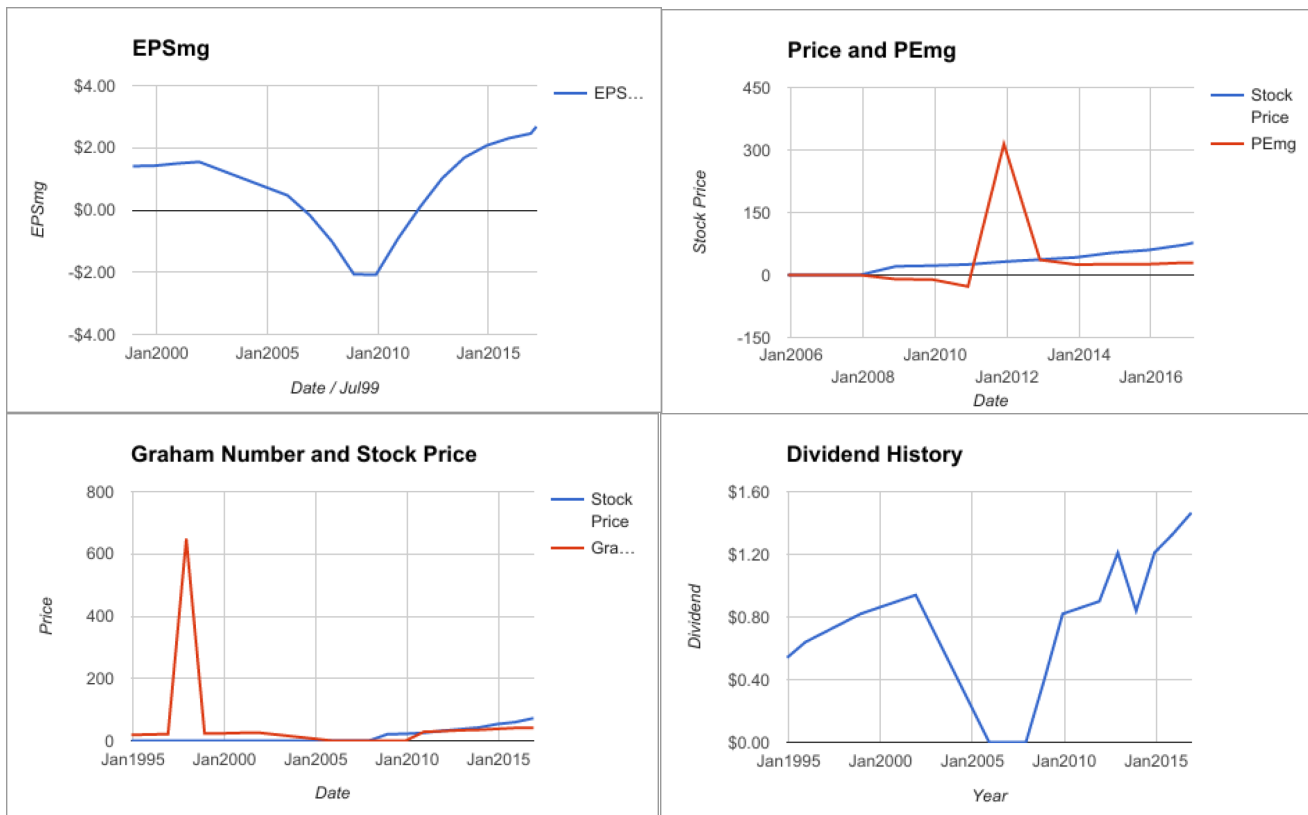 EPSmg
$4.00
$2.00
$0.00
-$2.00
-$4.00
EPSmg
Jan2000
Jan2005
Jan2010
Jan2015
Date / Jul99
EPS…
Price and PEmg
450
300
150
0
-150
Stock Price
Jan2006
Jan2010
Jan2014
Jan2008
Jan2012
Jan2016
Date
Stock
Price
PEmg
Graham Number and Stock Price
800
600
400
200
0
Price
Jan1995
Jan2000
Jan2005
Jan2010
Jan2015
Date
Stock
Price
Gra…
Dividend History
$1.60
$1.20
$0.80
$0.40
$0.00
Dividend
Jan1995
Jan2000
Jan2005
Jan2010
Jan2015
Year